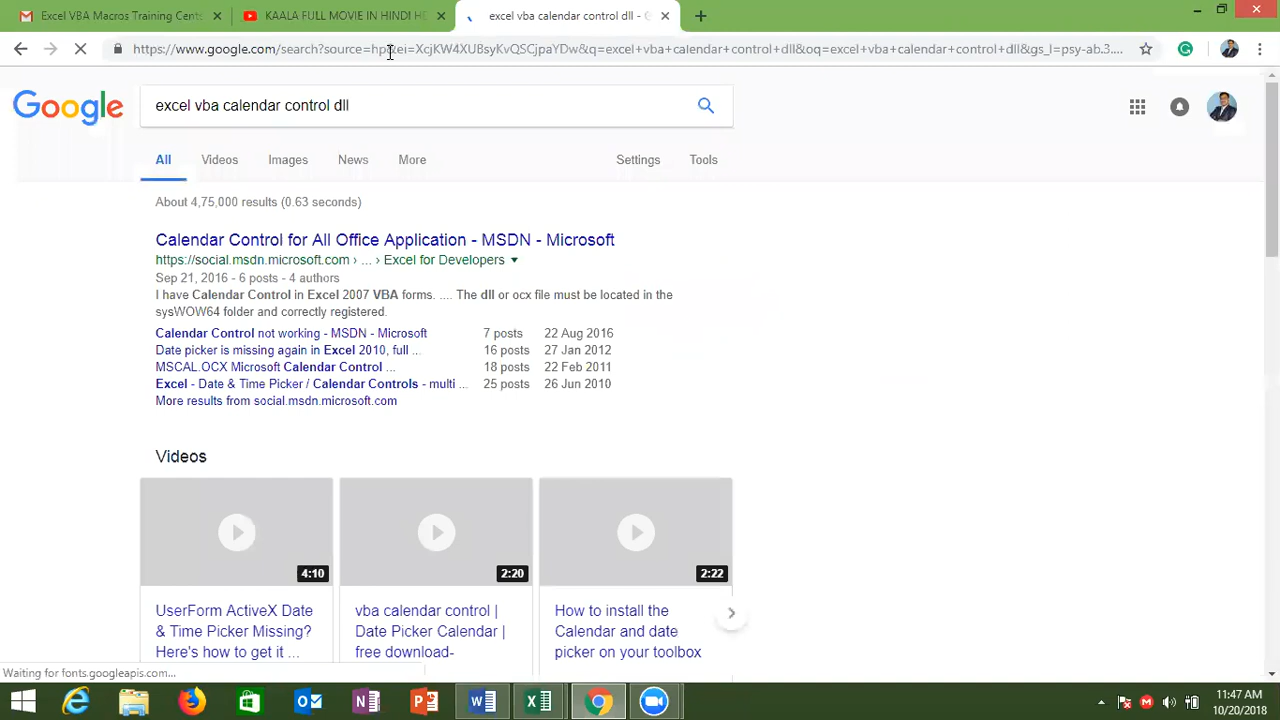 Excel VBA Macros Training Cent
KAALA FULL MOVIE IN HINDI HE
excel vba calendar control dll -
https://www.google.com/search?source=hp&ei=XcjKW4XUBsyKvQSCjpaYDw&q=excel+vba+calendar+control+dll&oq=excel+vba+calendar+control+dll&gs_l=psy-ab.3....
Google
excel vba calendar control dll
All Videos Images News More Settings Tools
About 4,75,000 results (0.63 seconds)
Calendar Control for All Office Application - MSDN - Microsoft
https://social.msdn.microsoft.com › ... › Excel for Developers
Sep 21, 2016 - 6 posts - 4 authors
I have Calendar Control in Excel 2007 VBA forms. .... The dll or ocx file must be located in the
sysWOW64 folder and correctly registered.
Calendar Control not working - MSDN - Microsoft 7 posts 22 Aug 2016
Date picker is missing again in Excel 2010, full ... 16 posts 27 Jan 2012
MSCAL.OCX Microsoft Calendar Control ... 18 posts 22 Feb 2011
Excel - Date & Time Picker / Calendar Controls - multi ... 25 posts 26 Jun 2010
More results from social.msdn.microsoft.com
Videos
4:10
2:20
2:22
UserForm ActiveX Date
& Time Picker Missing?
Here's how to get it ...
vba calendar control |
Date Picker Calendar |
free download-
How to install the
Calendar and date
picker on your toolbox
Waiting for fonts.googleapis.com...
11:47 AM
10/20/2018